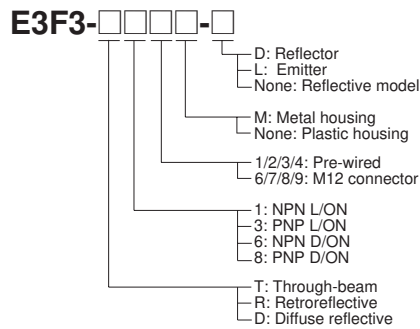 E3F3-□□□□-□
D: Reflector
L: Emitter
None: Reflective model
M: Metal housing
None: Plastic housing
1/2/3/4: Pre-wired
6/7/8/9: M12 connector
1: NPN L/ON
3: PNP L/ON
6: NPN D/ON
8: PNP D/ON
T: Through-beam
R: Retroreflective
D: Diffuse reflective